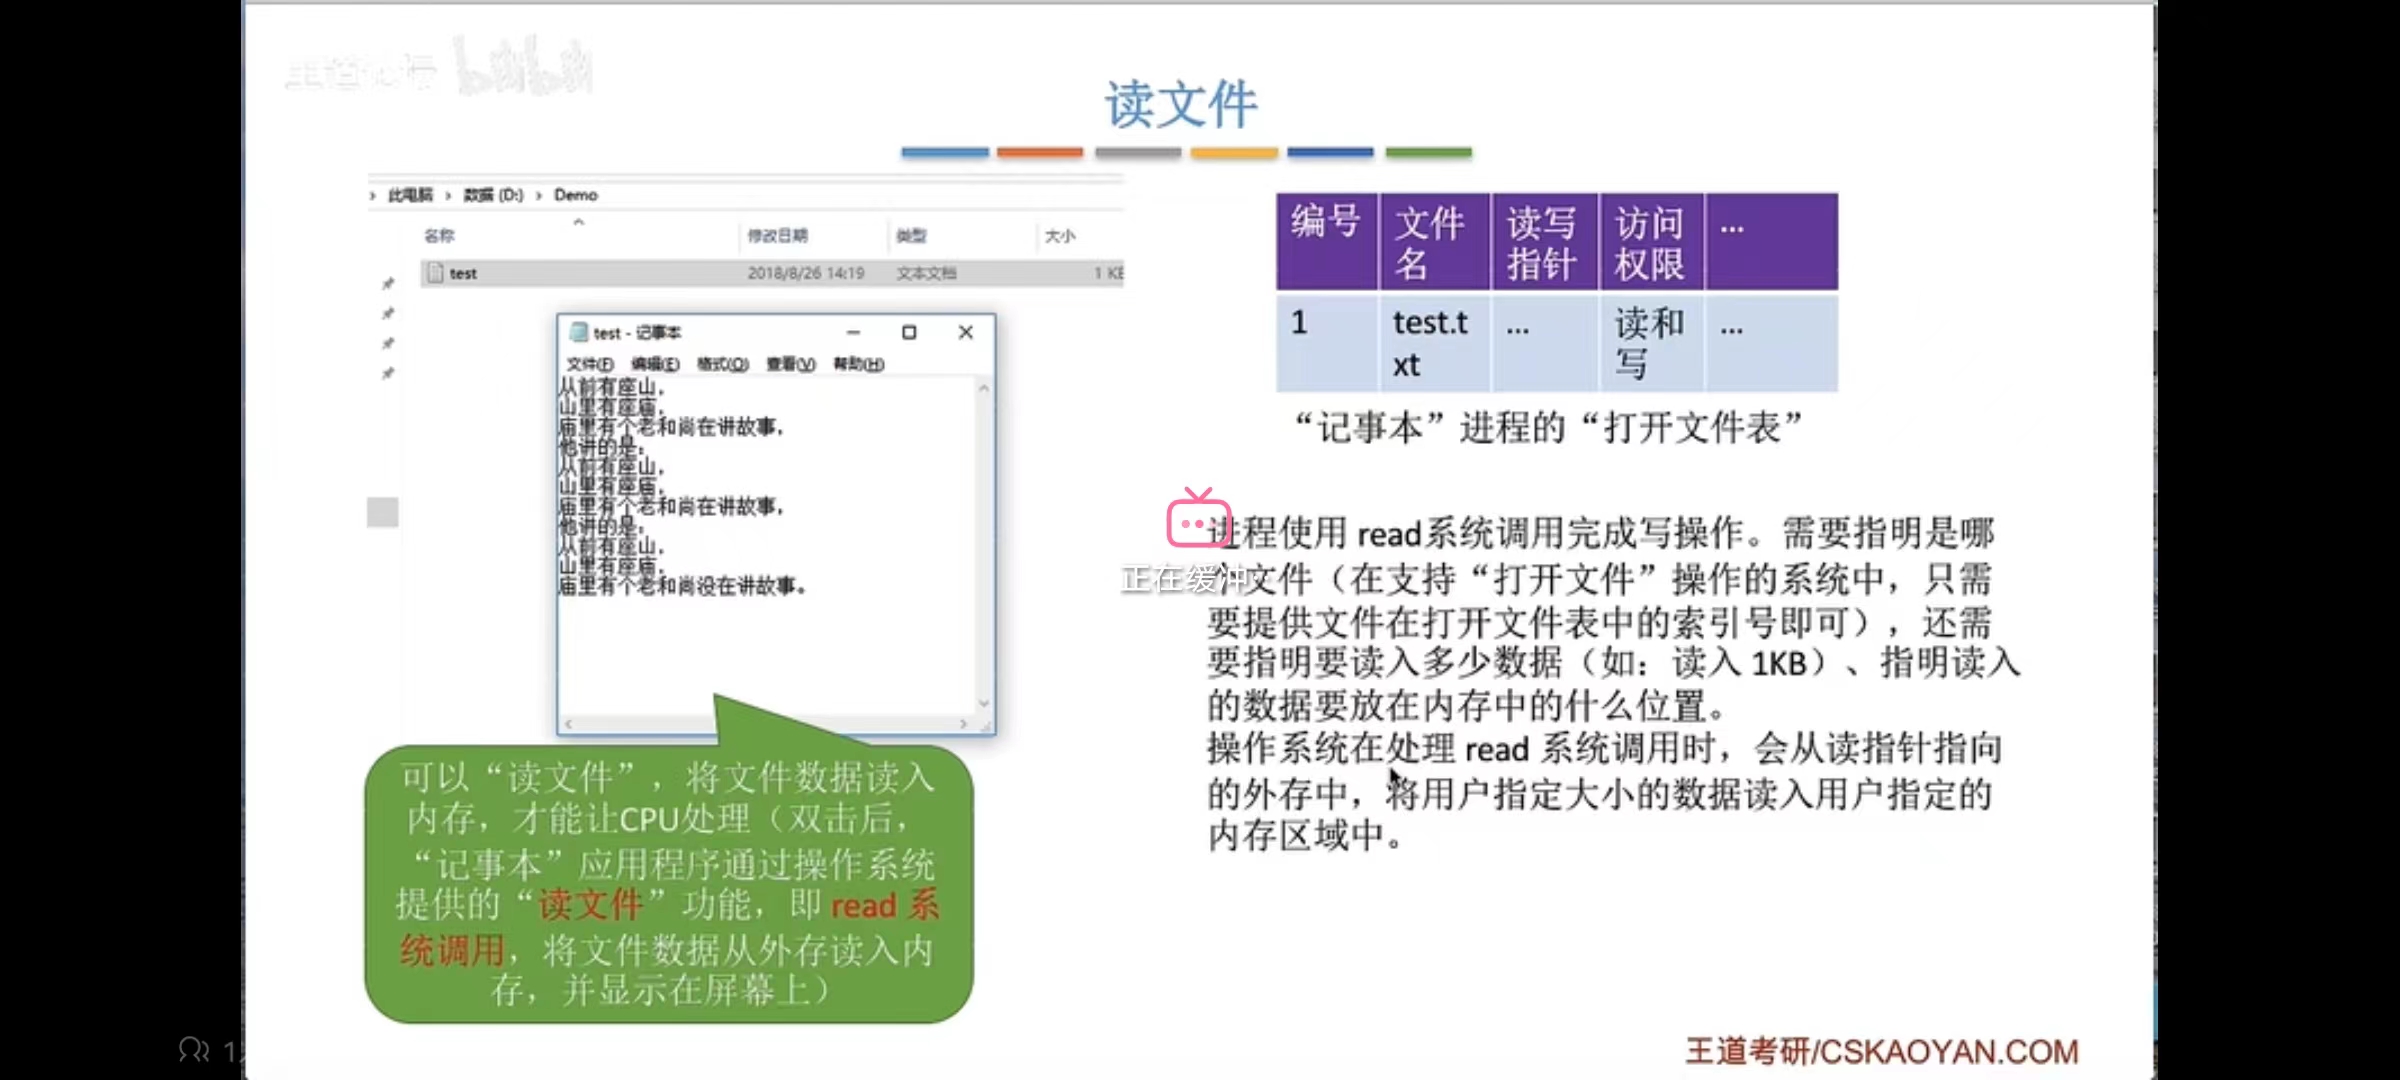 王道论坛 bilibili
读文件
此电脑 › 数据 (D:) › Demo
名称 修改日期 类型 大小
test 2018/8/26 14:19 文本文档 1 KE
test - 记事本
文件(F) 编辑(E) 格式(O) 查看(V) 帮助(H)
从前有座山,
山里有座庙,
庙里有个老和尚在讲故事,
他讲的是:
从前有座山,
山里有座庙,
庙里有个老和尚在讲故事,
他讲的是:
从前有座山,
山里有座庙,
庙里有个老和尚没在讲故事。
可以“读文件”，将文件数据读入
内存，才能让CPU处理（双击后，
“记事本”应用程序通过操作系统
提供的“读文件”功能，即 read 系
统调用，将文件数据从外存读入内
存，并显示在屏幕上）
编号 文件名 读写指针 访问权限 ...
1 test.txt ... 读和写 ...
“记事本”进程的“打开文件表”
进程使用 read系统调用完成写操作。需要指明是哪
个文件（在支持“打开文件”操作的系统中，只需
要提供文件在打开文件表中的索引号即可），还需
要指明要读入多少数据（如：读入 1KB）、指明读入
的数据要放在内存中的什么位置。
操作系统在处理 read 系统调用时，会从读指针指向
的外存中，将用户指定大小的数据读入用户指定的
内存区域中。
正在缓冲
王道考研/CSKAOYAN.COM